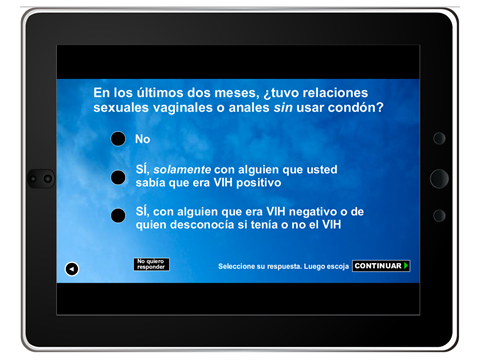 En los últimos dos meses, ¿tuvo relaciones
sexuales vaginales o anales sin usar condón?
No
SÍ, solamente con alguien que usted
sabía que era VIH positivo
SÍ, con alguien que era VIH negativo o de
quien desconocía si tenía o no el VIH
No quiero
responder
Seleccione su respuesta. Luego escoja CONTINUAR